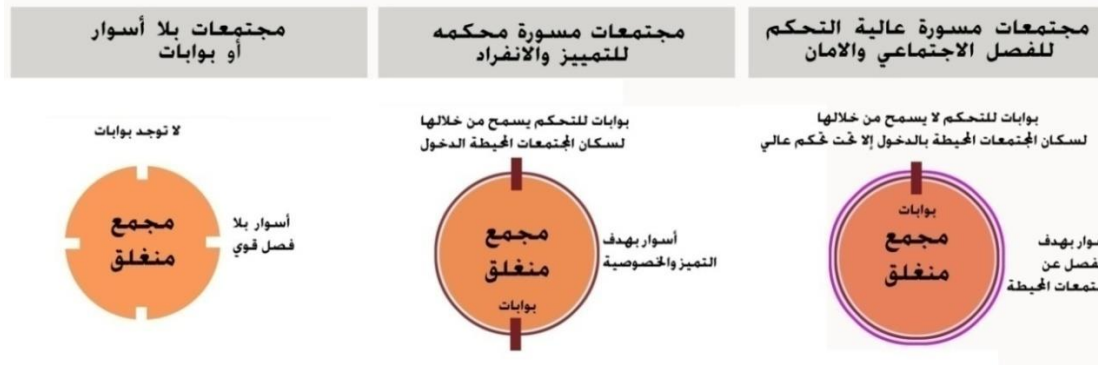 مجتمعات مسورة عالية التحكم
للفصل الاجتماعي والامان
مجتمعات مسورة محكمه
للتمييز والانفراد
مجتمعات بلا أسوار
أو بوابات
بوابات للتحكم لا يسمح من خلالها
لسكان المجتمعات المحيطة بالدخول إلا تحت تحكم عالي
بوابات
مجمع
منغلق
بهدف
عن
المحيطة
بوابات للتحكم يسمح من خلالها
لسكان المجتمعات المحيطة الدخول
مجمع
منغلق
بوابات
أسوار بهدف
التميز والخصوصية
لا توجد بوابات
مجمع
منغلق
أسوار بلا
فصل قوي